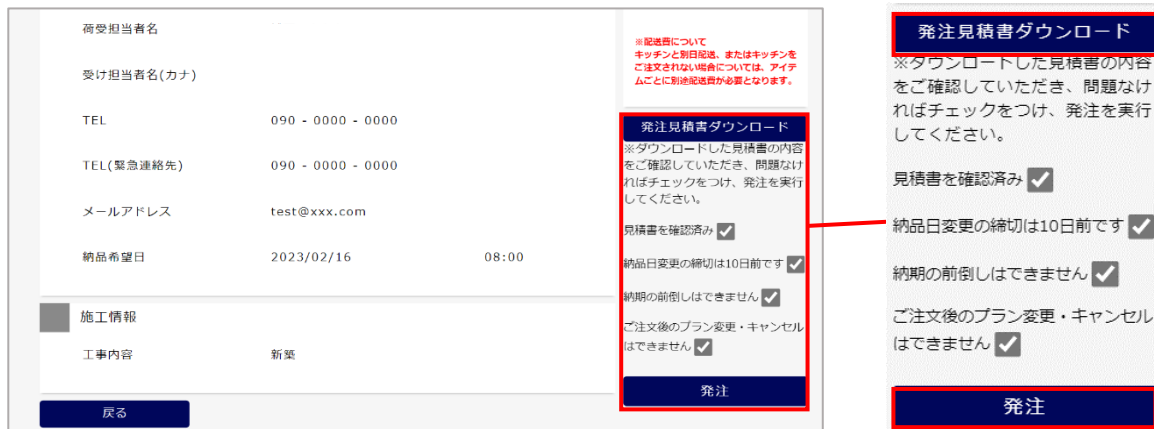 荷受担当者名
受け担当者名(カナ)
TEL 090 - 0000 - 0000
TEL(緊急連絡先) 090 - 0000 - 0000
メールアドレス test@xxx.com
納品希望日 2023/02/16 08:00
施工情報
工事内容 新築
戻る
※配送費について
キッチンと別日配送、またはキッチンを
ご注文されない場合については、アイテ
ムごとに別途配送費が必要となります。
発注見積書ダウンロード
※ダウンロードした見積書の内容
をご確認していただき、問題なけ
ればチェックをつけ、発注を実行
してください。
見積書を確認済み
納品日変更の締切は10日前です
納期の前倒しはできません
ご注文後のプラン変更・キャンセル
はできません
発注
発注見積書ダウンロード
※ダウンロードした見積書の内容
をご確認していただき、問題なけ
ればチェックをつけ、発注を実行
してください。
見積書を確認済み
納品日変更の締切は10日前です
納期の前倒しはできません
ご注文後のプラン変更・キャンセル
はできません
発注